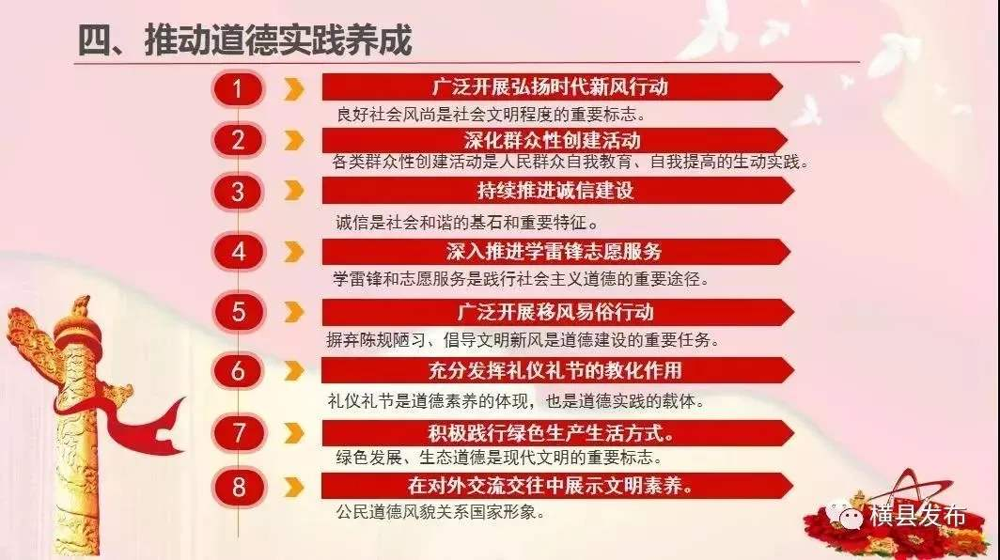 四、推动道德实践养成
1
广泛开展弘扬时代新风行动
良好社会风尚是社会文明程度的重要标志。
2
深化群众性创建活动
各类群众性创建活动是人民群众自我教育、自我提高的生动实践。
3
持续推进诚信建设
诚信是社会和谐的基石和重要特征。
4
深入推进学雷锋志愿服务
学雷锋和志愿服务是践行社会主义道德的重要途径。
5
广泛开展移风易俗行动
摒弃陈规陋习、倡导文明新风是道德建设的重要任务。
6
充分发挥礼仪礼节的教化作用
礼仪礼节是道德素养的体现，也是道德实践的载体。
7
积极践行绿色生产生活方式。
绿色发展、生态道德是现代文明的重要标志。
8
在对外交流交往中展示文明素养。
公民道德风貌关系国家形象。
横县发布